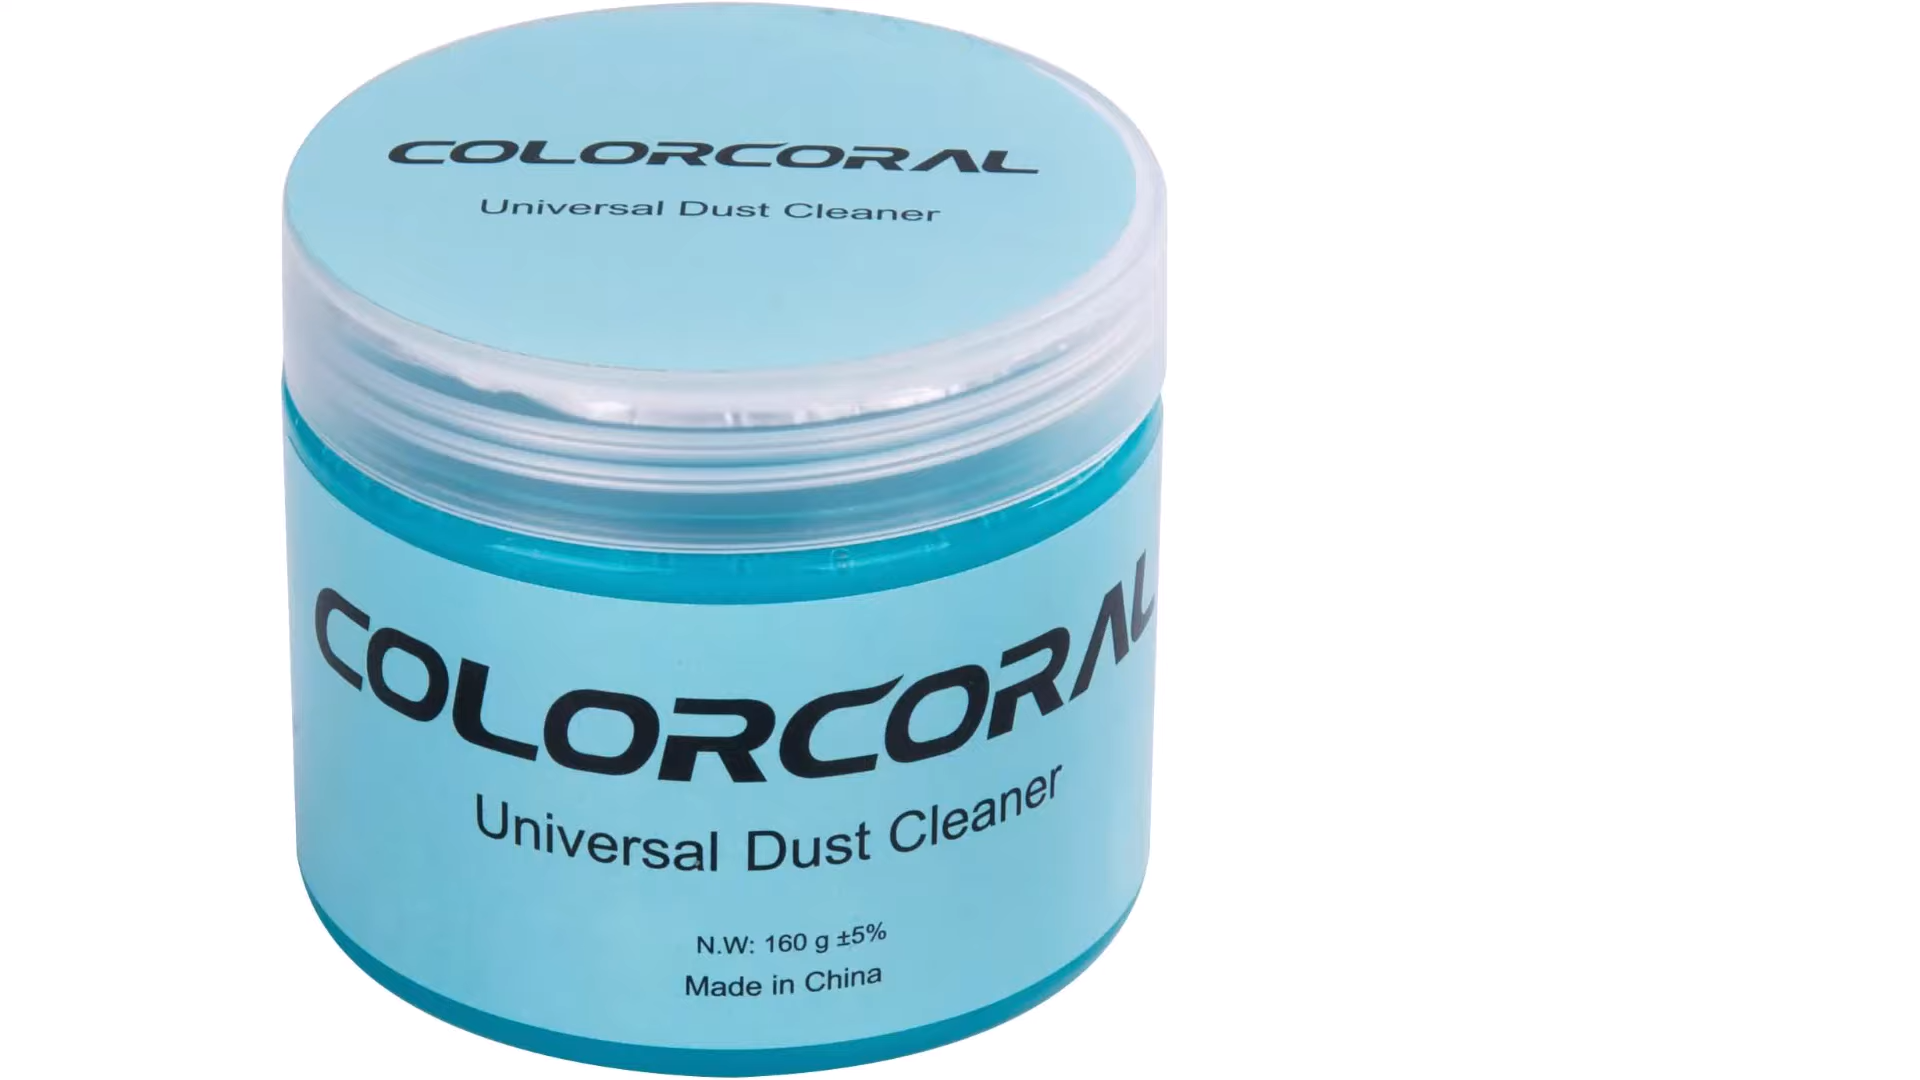 COLORCORAL
Universal Dust Cleaner
COLORCORAL
Universal Dust Cleaner
N.W: 160 g ±5%
Made in China